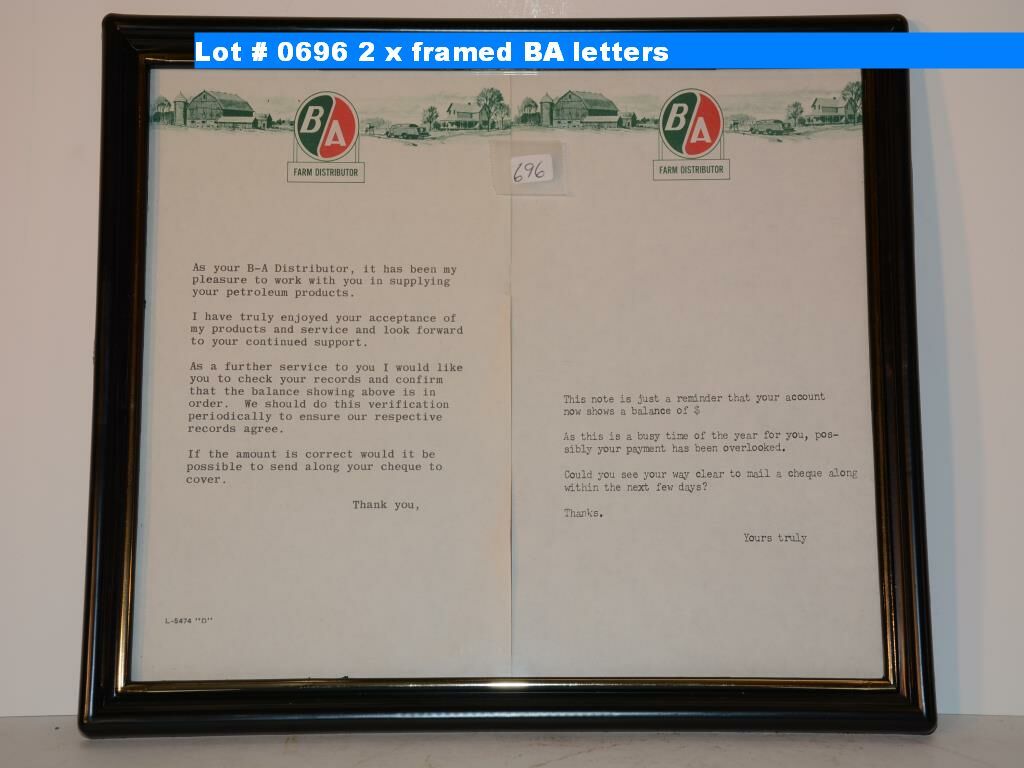 Lot # 0696 2 x framed BA letters
BA
FARM DISTRIBUTOR
BA
FARM DISTRIBUTOR
696
As your B-A Distributor, it has been my
pleasure to work with you in supplying
your petroleum products.
I have truly enjoyed your acceptance of
my products and service and look forward
to your continued support.
As a further service to you I would like
you to check your records and confirm
that the balance showing above is in
order. We should do this verification
periodically to ensure our respective
records agree.
If the amount is correct would it be
possible to send along your cheque to
cover.
Thank you,
L-5474 "D"
This note is just a reminder that your account
now shows a balance of $
As this is a busy time of the year for you, pos-
sibly your payment has been overlooked.
Could you see your way clear to mail a cheque along
within the next few days?
Thanks.
Yours truly